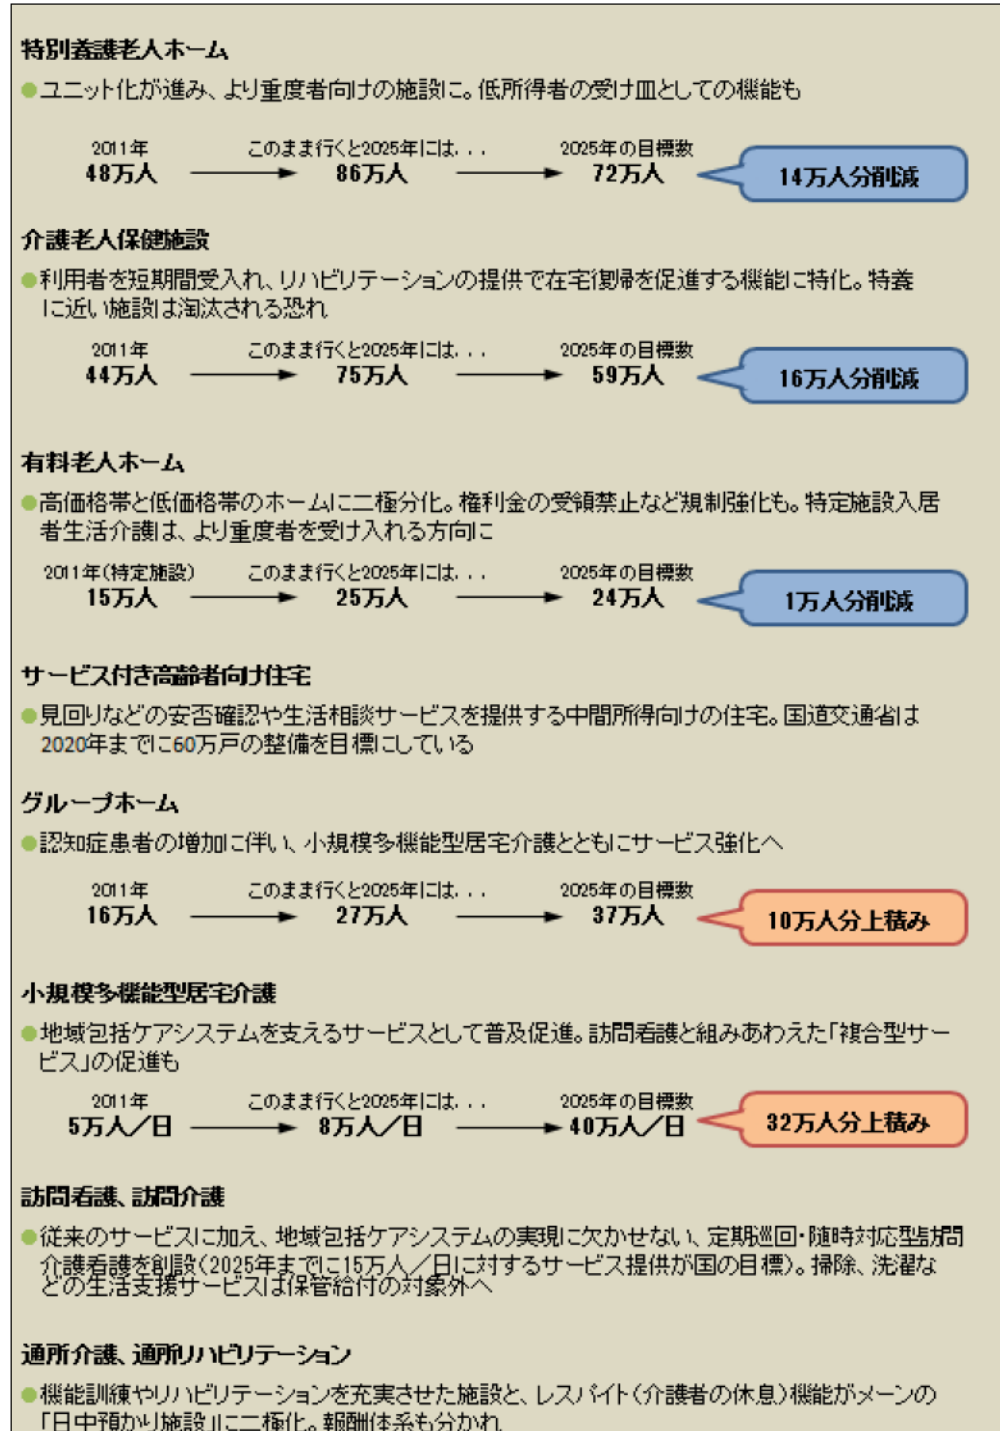 特別養護老人ホーム
●ユニット化が進み、より重度者向けの施設に。低所得者の受け皿としての機能も
2011年 このまま行くと2025年には... 2025年の目標数
48万人 → 86万人 → 72万人 14万人分削減
介護老人保健施設
●利用者を短期間受入れ、リハビリテーションの提供で在宅復帰を促進する機能に特化。特養
に近い施設は淘汰される恐れ
2011年 このまま行くと2025年には... 2025年の目標数
44万人 → 75万人 → 59万人 16万人分削減
有料老人ホーム
●高価格帯と低価格帯のホームに二極分化。権利金の受領禁止など規制強化も。特定施設入居
者生活介護は、より重度者を受け入れる方向に
2011年(特定施設) このまま行くと2025年には... 2025年の目標数
15万人 → 25万人 → 24万人 1万人分削減
サービス付き高齢者向け住宅
●見回りなどの安否確認や生活相談サービスを提供する中間所得向けの住宅。国道交通省は
2020年までに60万戸の整備を目標にしている
グループホーム
●認知症患者の増加に伴い、小規模多機能型居宅介護とともにサービス強化へ
2011年 このまま行くと2025年には... 2025年の目標数
16万人 → 27万人 → 37万人 10万人分上積み
小規模多機能型居宅介護
●地域包括ケアシステムを支えるサービスとして普及促進。訪問看護と組みあわえた「複合型サー
ビス」の促進も
2011年 このまま行くと2025年には... 2025年の目標数
5万人／日 → 8万人／日 → 40万人／日 32万人分上積み
訪問看護、訪問介護
●従来のサービスに加え、地域包括ケアシステムの実現に欠かせない、定期巡回・随時対応型訪問
介護看護を創設(2025年までに15万人／日に対するサービス提供が国の目標)。掃除、洗濯な
どの生活支援サービスは保管給付の対象外へ
通所介護、通所リハビリテーション
●機能訓練やリハビリテーションを充実させた施設と、レスパイト(介護者の休息)機能がメーンの
「日中預かり施設」に二極化。報酬体系も分かれ